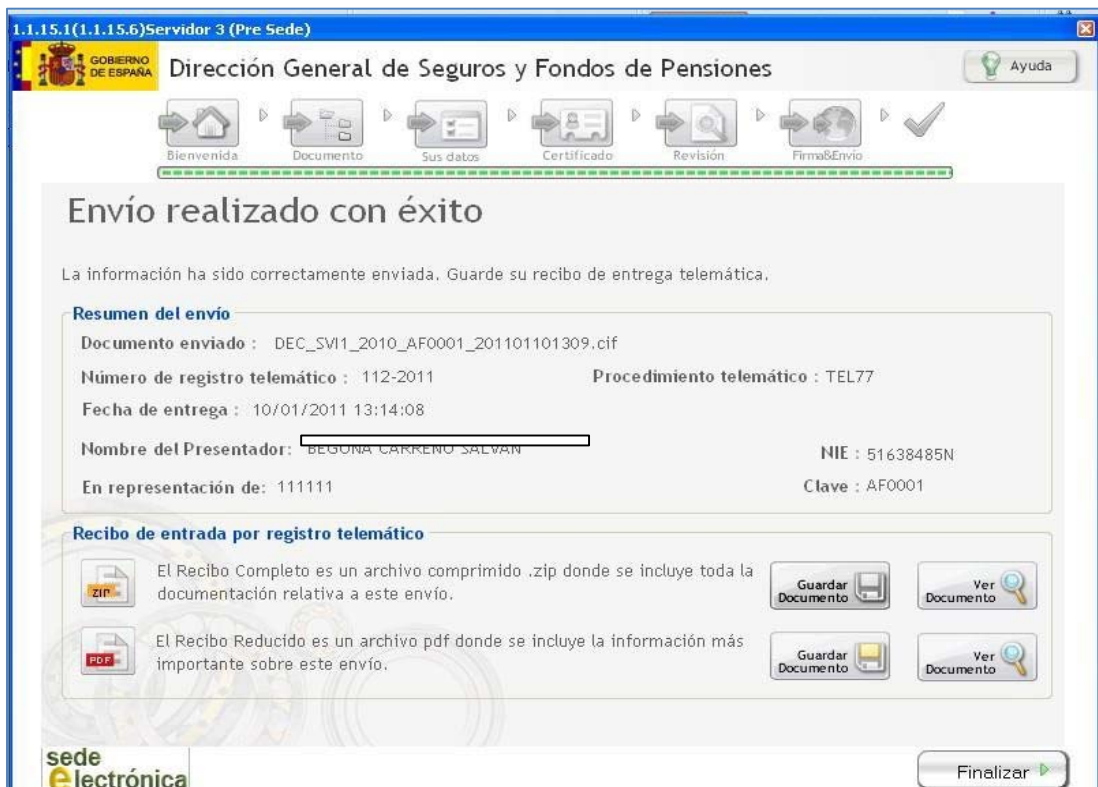 1.1.15.1(1.1.15.6)Servidor 3 (Pre Sede)
GOBIERNO
DE ESPAÑA
Dirección General de Seguros y Fondos de Pensiones
Ayuda
Bienvenida
Documento
Sus datos
Certificado
Revisión
Firma&Envío
Envío realizado con éxito
La información ha sido correctamente enviada. Guarde su recibo de entrega telemática.
Resumen del envío
Documento enviado : DEC_SVI1_2010_AF0001_201101101309.cif
Número de registro telemático : 112-2011 Procedimiento telemático : TEL77
Fecha de entrega : 10/01/2011 13:14:08
Nombre del Presentador: NIE : 51638485N
En representación de: 111111 Clave : AF0001
Recibo de entrada por registro telemático
ZIP
El Recibo Completo es un archivo comprimido .zip donde se incluye toda la
documentación relativa a este envío.
Guardar
Documento
Ver
Documento
PDF
El Recibo Reducido es un archivo pdf donde se incluye la información más
importante sobre este envío.
Guardar
Documento
Ver
Documento
sede
electrónica
Finalizar